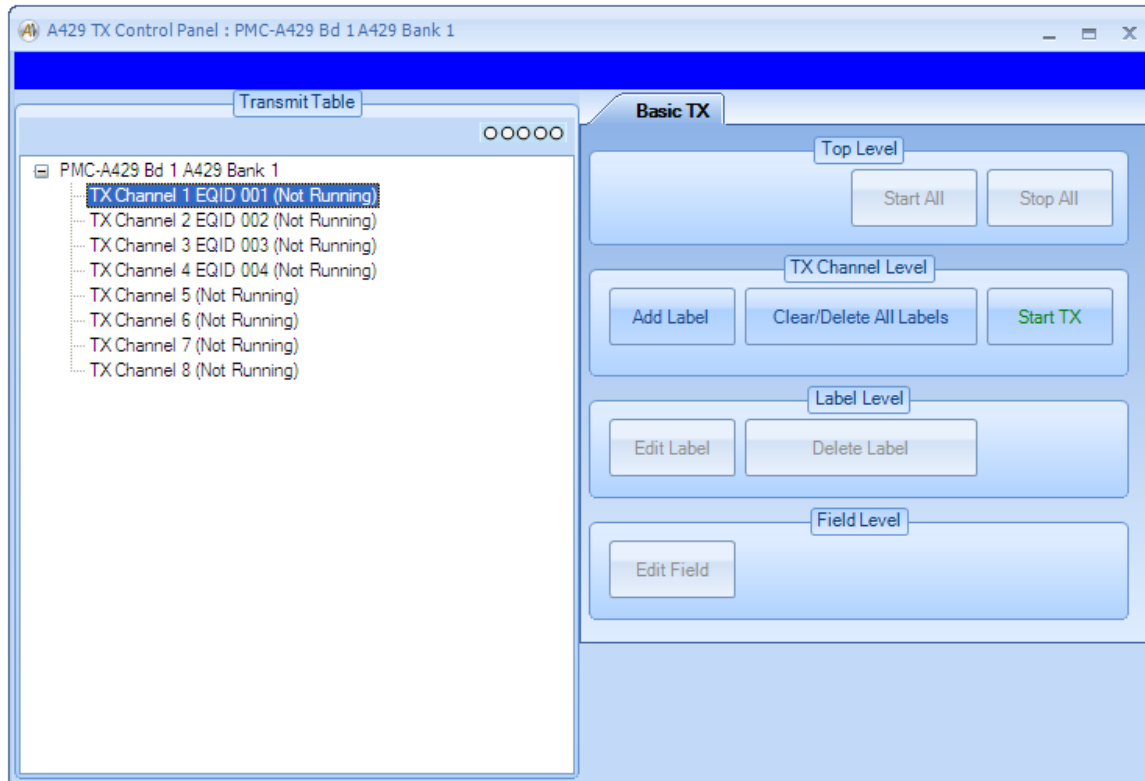 A429 TX Control Panel : PMC-A429 Bd 1 A429 Bank 1
Transmit Table
PMC-A429 Bd 1 A429 Bank 1
TX Channel 1 EQID 001 (Not Running)
TX Channel 2 EQID 002 (Not Running)
TX Channel 3 EQID 003 (Not Running)
TX Channel 4 EQID 004 (Not Running)
TX Channel 5 (Not Running)
TX Channel 6 (Not Running)
TX Channel 7 (Not Running)
TX Channel 8 (Not Running)
Basic TX
Top Level
Start All Stop All
TX Channel Level
Add Label Clear/Delete All Labels Start TX
Label Level
Edit Label Delete Label
Field Level
Edit Field